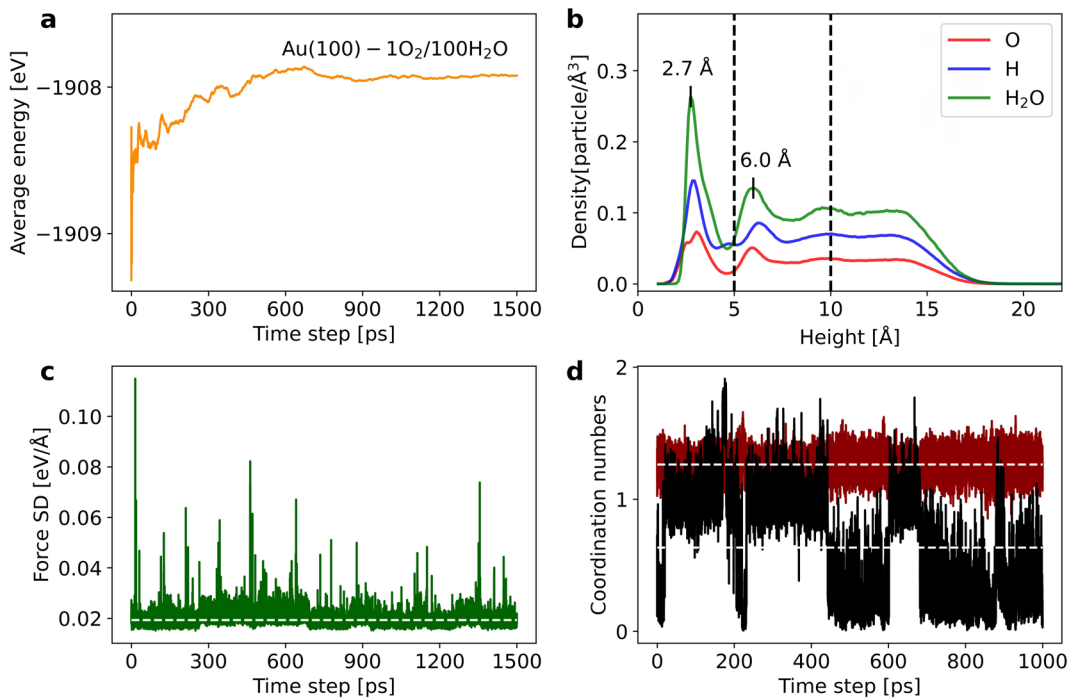 a
Au(100) − 1O₂/100H₂O
Average energy [eV]
−1908
−1909
0 300 600 900 1200 1500
Time step [ps]
b
2.7 Å
6.0 Å
O
H
H₂O
Density[particle/Å³]
0.3
0.2
0.1
0.0
0 5 10 15 20
Height [Å]
c
Force SD [eV/Å]
0.10
0.08
0.06
0.04
0.02
0 300 600 900 1200 1500
Time step [ps]
d
Coordination numbers
2
1
0
0 200 400 600 800 1000
Time step [ps]